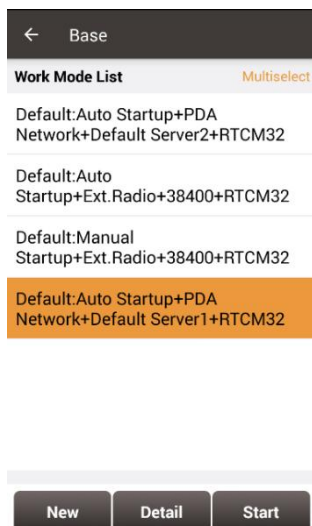 Base
Work Mode List Multiselect
Default:Auto Startup+PDA
Network+Default Server2+RTCM32
Default:Auto
Startup+Ext.Radio+38400+RTCM32
Default:Manual
Startup+Ext.Radio+38400+RTCM32
Default:Auto Startup+PDA
Network+Default Server1+RTCM32
New Detail Start